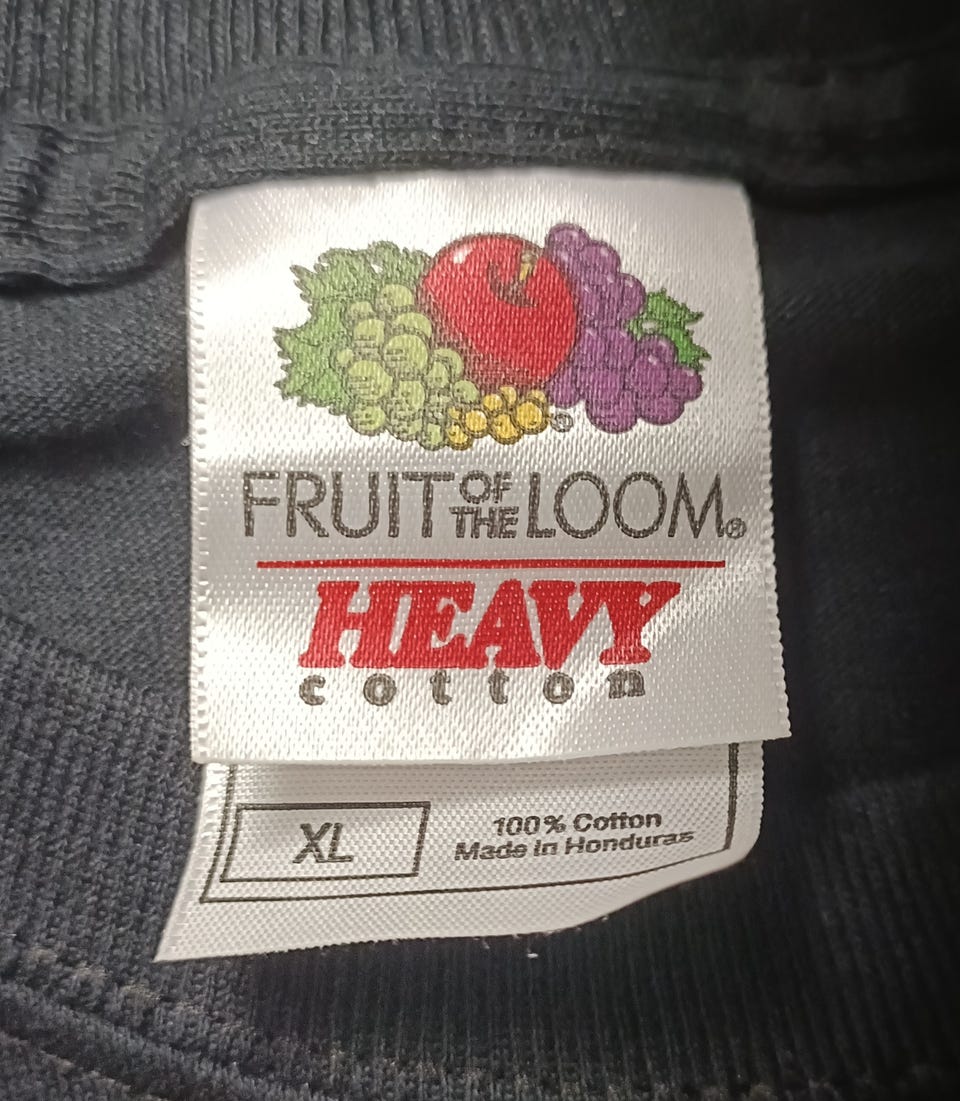 FRUIT OF THE LOOM®
HEAVY
cotton
XL
100% Cotton
Made in Honduras